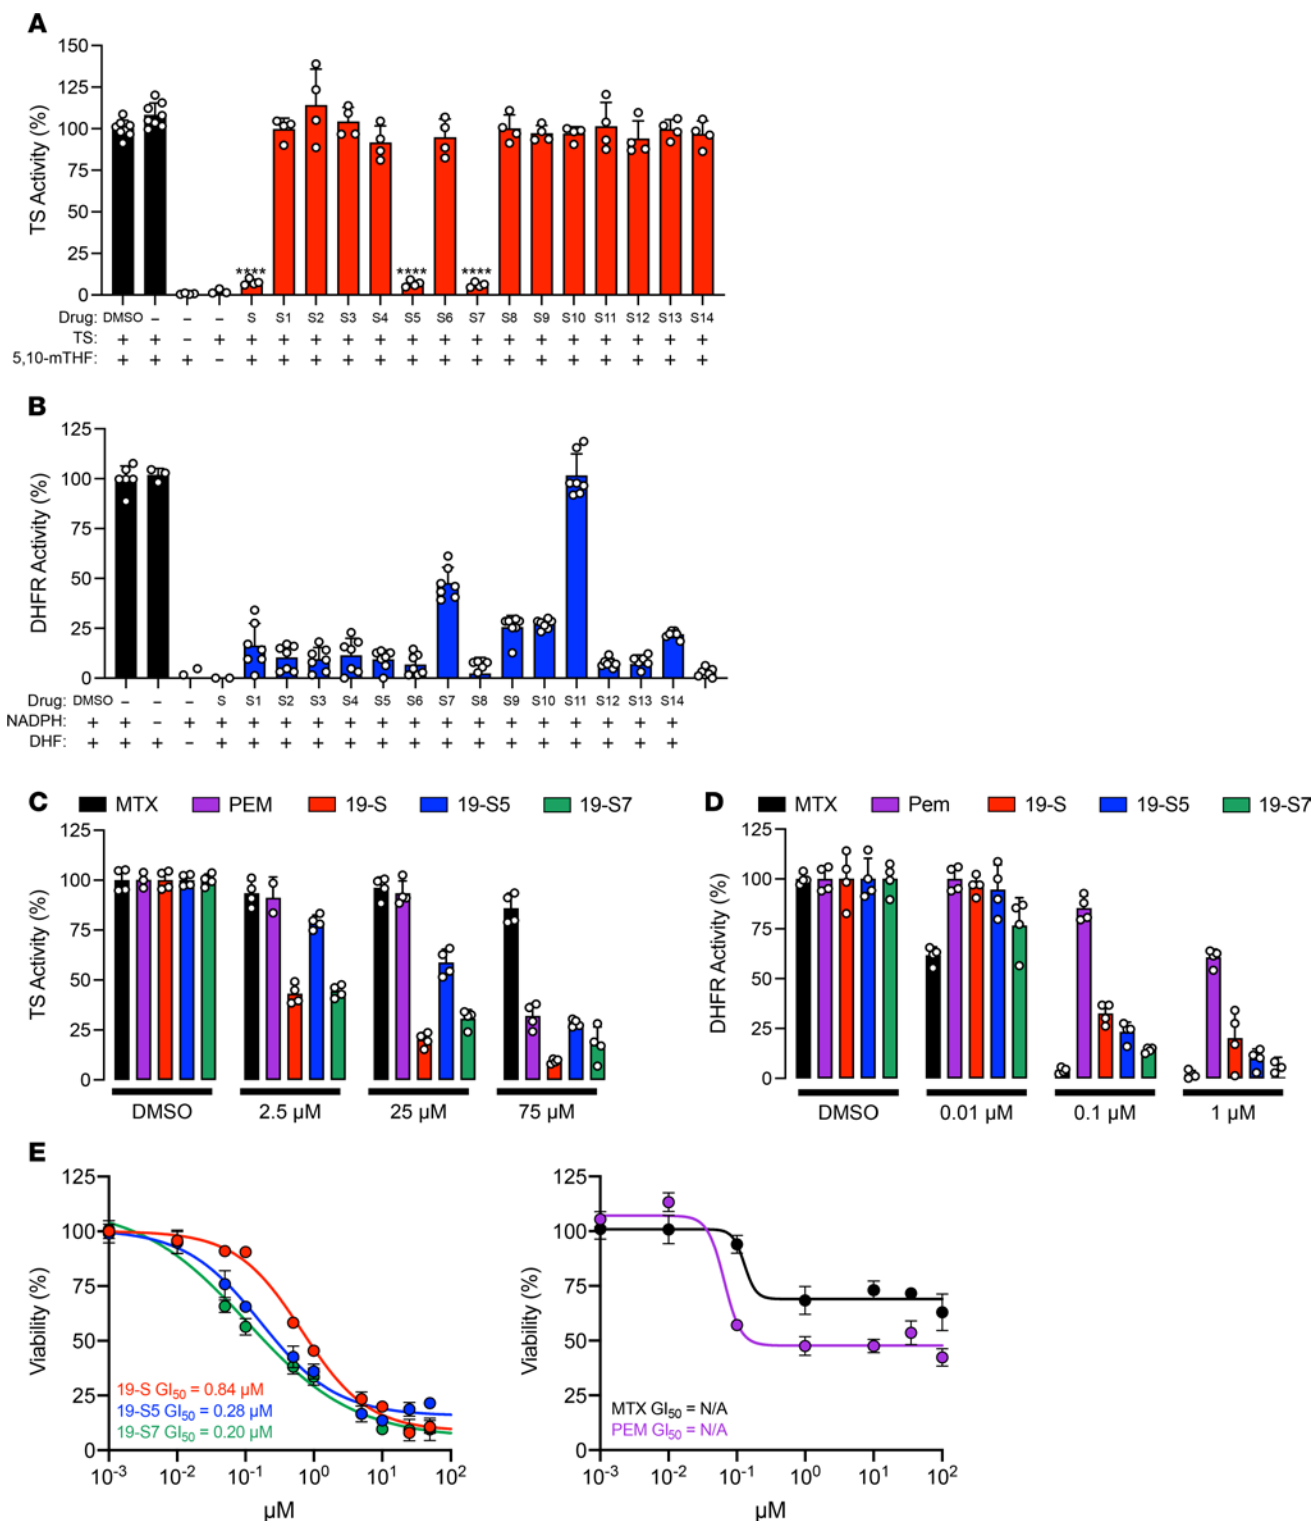 A
TS Activity (%)
150
125
100
75
50
25
0
**** **** ****
Drug: DMSO – – – S S1 S2 S3 S4 S5 S6 S7 S8 S9 S10 S11 S12 S13 S14
TS: + + – + + + + + + + + + + + + + + + +
5,10-mTHF: + + + – + + + + + + + + + + + + + + +
B
DHFR Activity (%)
125
100
75
50
25
0
Drug: DMSO – – – S S1 S2 S3 S4 S5 S6 S7 S8 S9 S10 S11 S12 S13 S14
NADPH: + + – + + + + + + + + + + + + + + + +
DHF: + + + – + + + + + + + + + + + + + + +
C
MTX PEM 19-S 19-S5 19-S7
TS Activity (%)
125
100
75
50
25
0
DMSO 2.5 µM 25 µM 75 µM
D
MTX Pem 19-S 19-S5 19-S7
DHFR Activity (%)
125
100
75
50
25
0
DMSO 0.01 µM 0.1 µM 1 µM
E
Viability (%)
125
100
75
50
25
0
19-S GI50 = 0.84 µM
19-S5 GI50 = 0.28 µM
19-S7 GI50 = 0.20 µM
10-3 10-2 10-1 100 101 102
µM
Viability (%)
125
100
75
50
25
0
MTX GI50 = N/A
PEM GI50 = N/A
10-3 10-2 10-1 100 101 102
µM